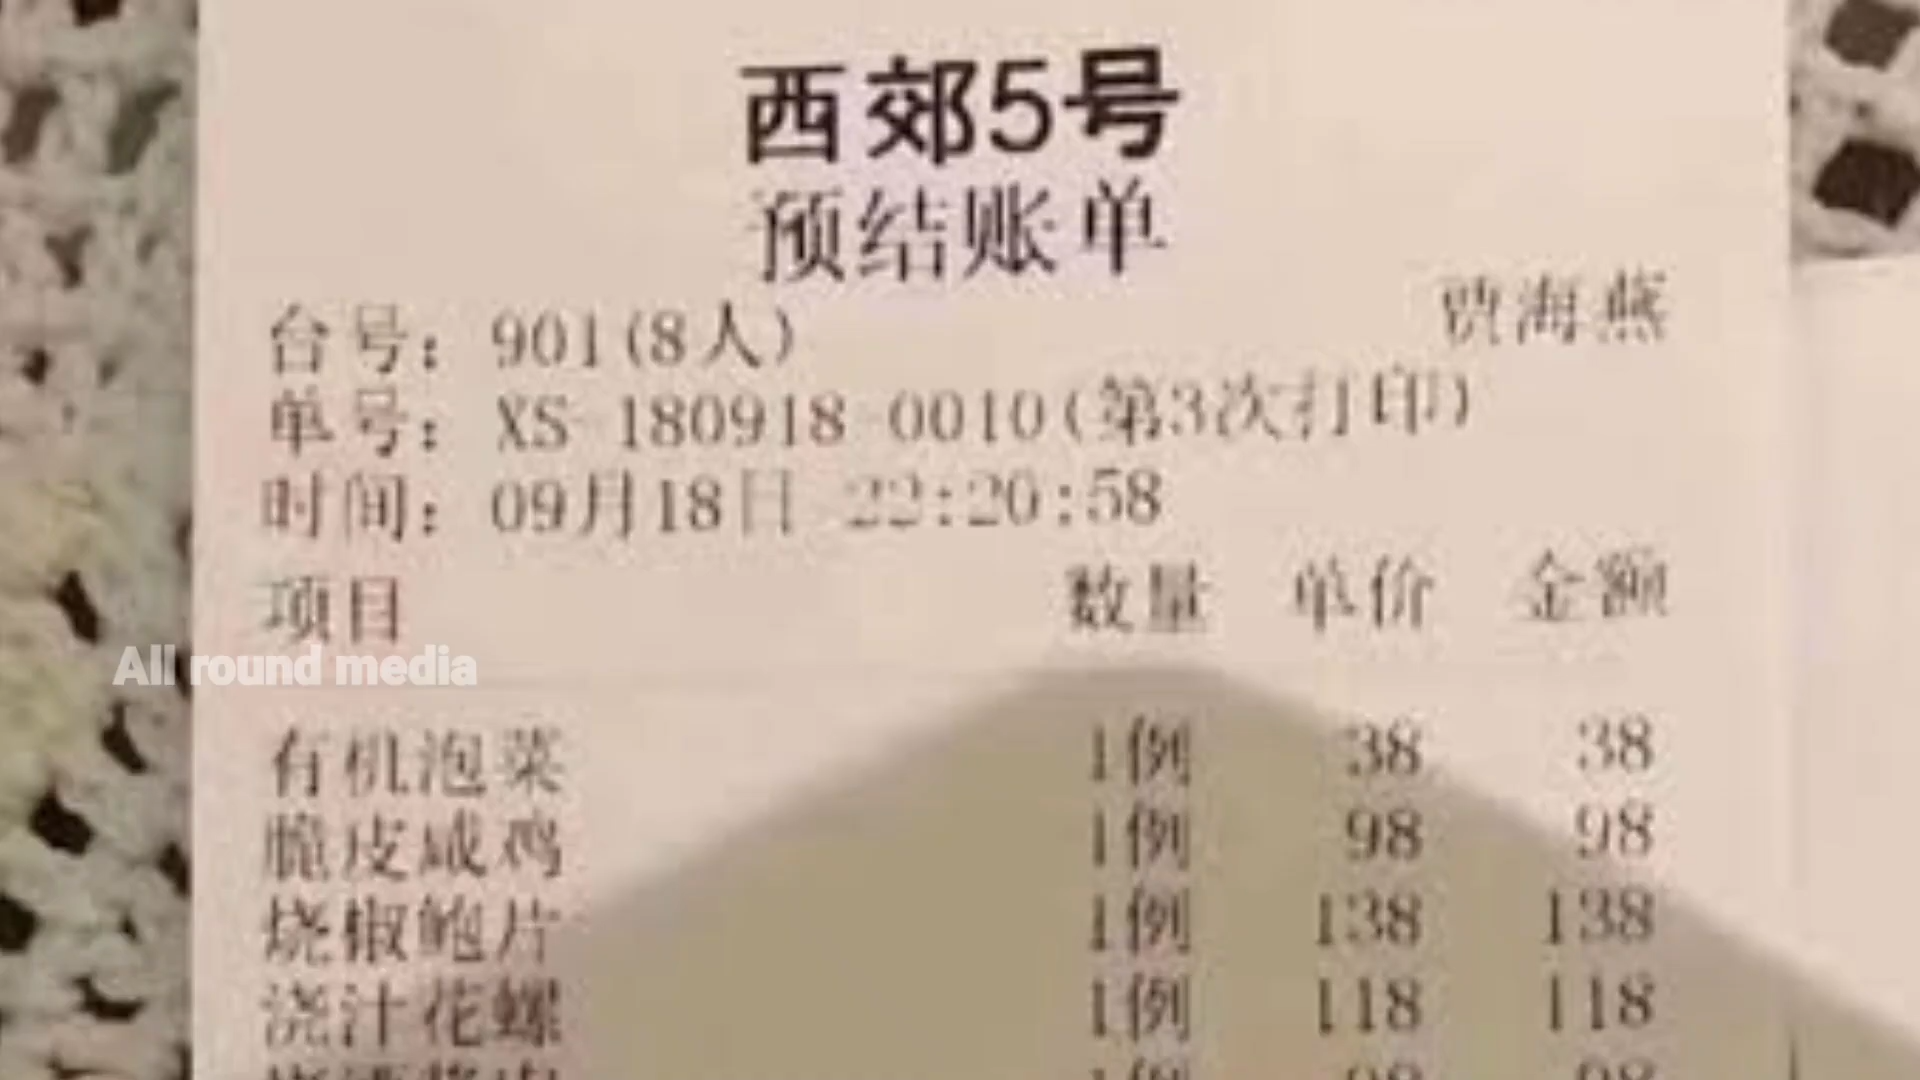 西郊5号
预结账单
贾海燕
台号: 901(8人)
单号: XS-180918-0010(第3次打印)
时间: 09月18日 22:20:58
项目 数量 单价 金额
All round media
有机泡菜 1例 38 38
脆皮咸鸡 1例 98 98
烧椒鲍片 1例 138 138
浇汁花螺 1例 118 118